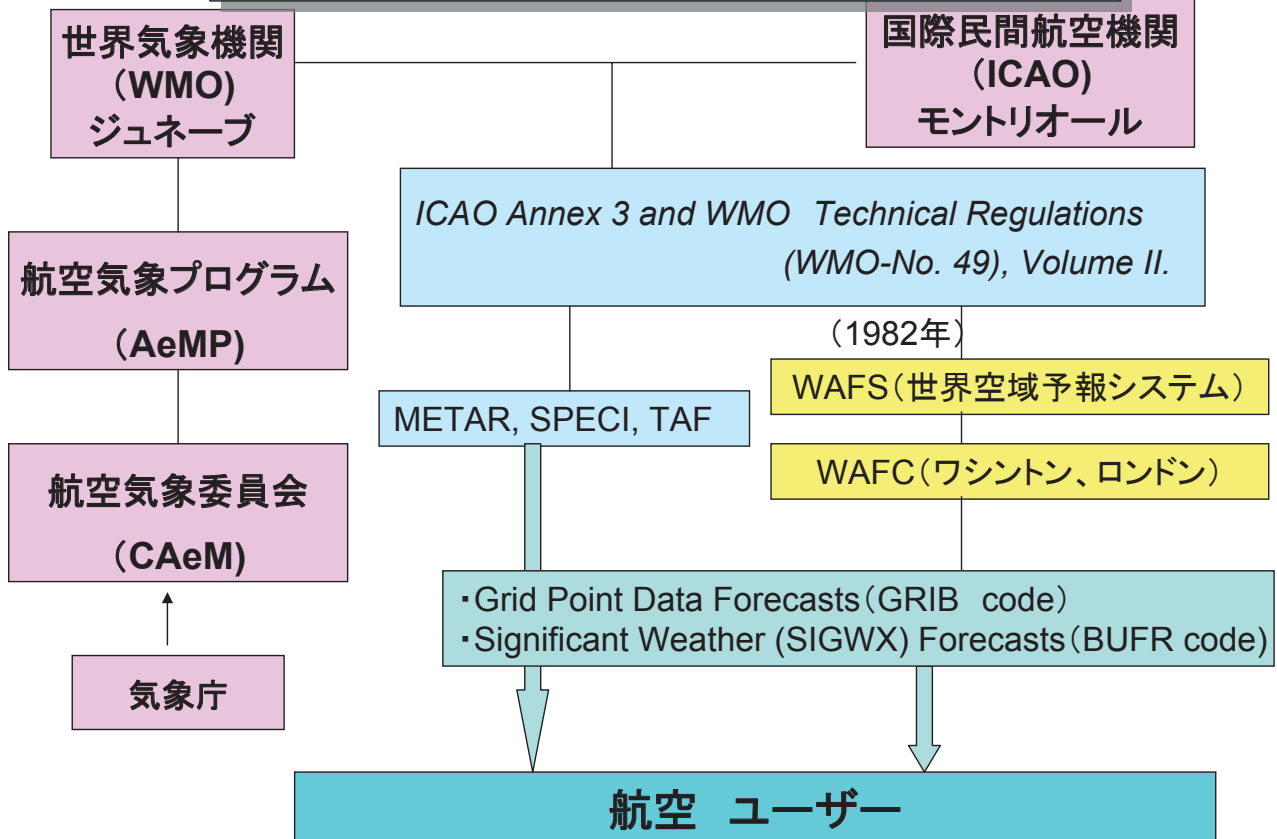 世界気象機関
（WMO)
ジュネーブ
国際民間航空機関
（ICAO)
モントリオール
ICAO Annex 3 and WMO Technical Regulations
(WMO-No. 49), Volume II.
航空気象プログラム
（AeMP)
（1982年）
WAFS（世界空域予報システム）
METAR, SPECI, TAF
WAFC（ワシントン、ロンドン）
航空気象委員会
（CAeM)
・Grid Point Data Forecasts（GRIB code）
・Significant Weather (SIGWX) Forecasts（BUFR code)
気象庁
航空 ユーザー